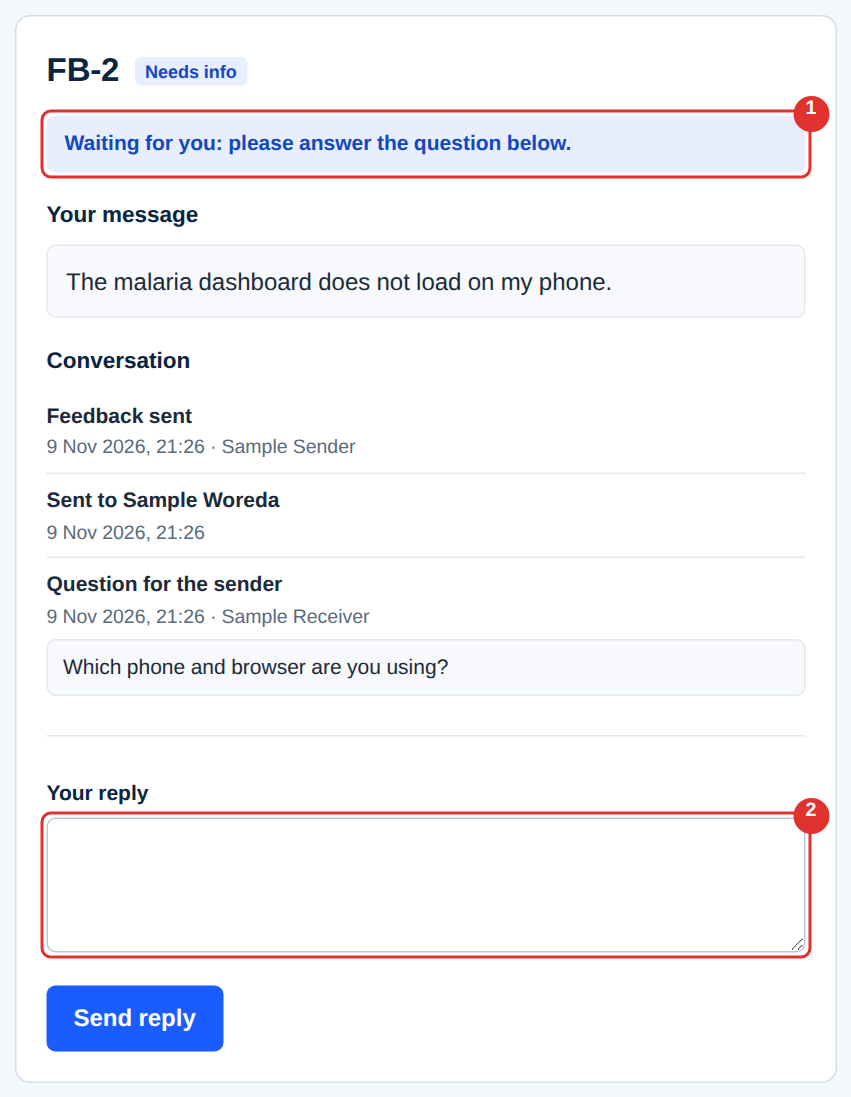 FB-2 Needs info
1
Waiting for you: please answer the question below.
Your message
The malaria dashboard does not load on my phone.
Conversation
Feedback sent
9 Nov 2026, 21:26 · Sample Sender
Sent to Sample Woreda
9 Nov 2026, 21:26
Question for the sender
9 Nov 2026, 21:26 · Sample Receiver
Which phone and browser are you using?
Your reply
2
Send reply